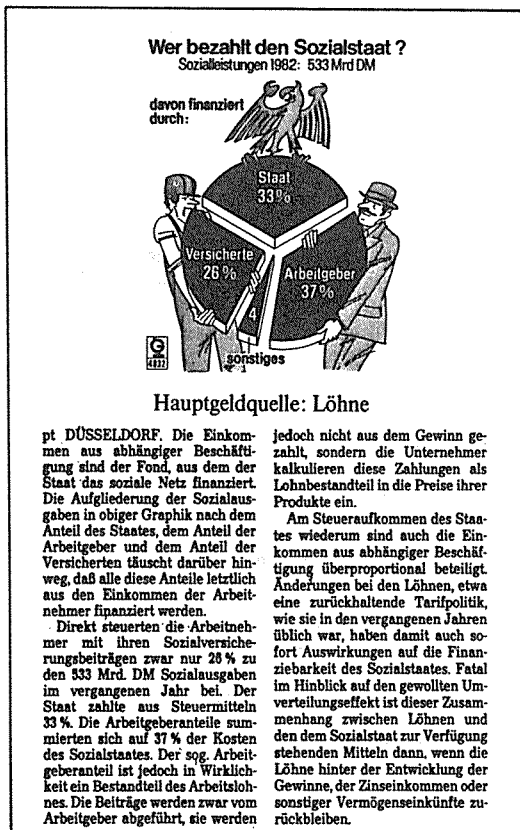 Wer bezahlt den Sozialstaat ?
Sozialleistungen 1982: 533 Mrd DM
davon finanziert
durch:
Staat
33%
Versicherte
26 %
Arbeitgeber
37 %
4
sonstiges
4832
Hauptgeldquelle: Löhne
pt DÜSSELDORF. Die Einkom-
men aus abhängiger Beschäfti-
gung sind der Fond, aus dem der
Staat das soziale Netz finanziert.
Die Aufgliederung der Sozialaus-
gaben in obiger Graphik nach dem
Anteil des Staates, dem Anteil der
Arbeitgeber und dem Anteil der
Versicherten täuscht darüber hin-
weg, daß alle diese Anteile letztlich
aus den Einkommen der Arbeit-
nehmer finanziert werden.
Direkt steuerten die Arbeitneh-
mer mit ihren Sozialversiche-
rungsbeiträgen zwar nur 26 % zu
den 533 Mrd. DM Sozialausgaben
im vergangenen Jahr bei. Der
Staat zahlte aus Steuermitteln
33 %. Die Arbeitgeberanteile sum-
mierten sich auf 37 % der Kosten
des Sozialstaates. Der sog. Arbeit-
geberanteil ist jedoch in Wirklich-
keit ein Bestandteil des Arbeitsloh-
nes. Die Beiträge werden zwar vom
Arbeitgeber abgeführt, sie werden
jedoch nicht aus dem Gewinn ge-
zahlt, sondern die Unternehmer
kalkulieren diese Zahlungen als
Lohnbestandteil in die Preise ihrer
Produkte ein.
Am Steueraufkommen des Staa-
tes wiederum sind auch die Ein-
kommen aus abhängiger Beschäf-
tigung überproportional beteiligt.
Änderungen bei den Löhnen, etwa
eine zurückhaltende Tarifpolitik,
wie sie in den vergangenen Jahren
üblich war, haben damit auch so-
fort Auswirkungen auf die Finan-
ziebarkeit des Sozialstaates. Fatal
im Hinblick auf den gewollten Um-
verteilungseffekt ist dieser Zusam-
menhang zwischen Löhnen und
den dem Sozialstaat zur Verfügung
stehenden Mitteln dann, wenn die
Löhne hinter der Entwicklung der
Gewinne, der Zinseinkommen oder
sonstiger Vermögenseinkünfte zu-
rückbleiben.